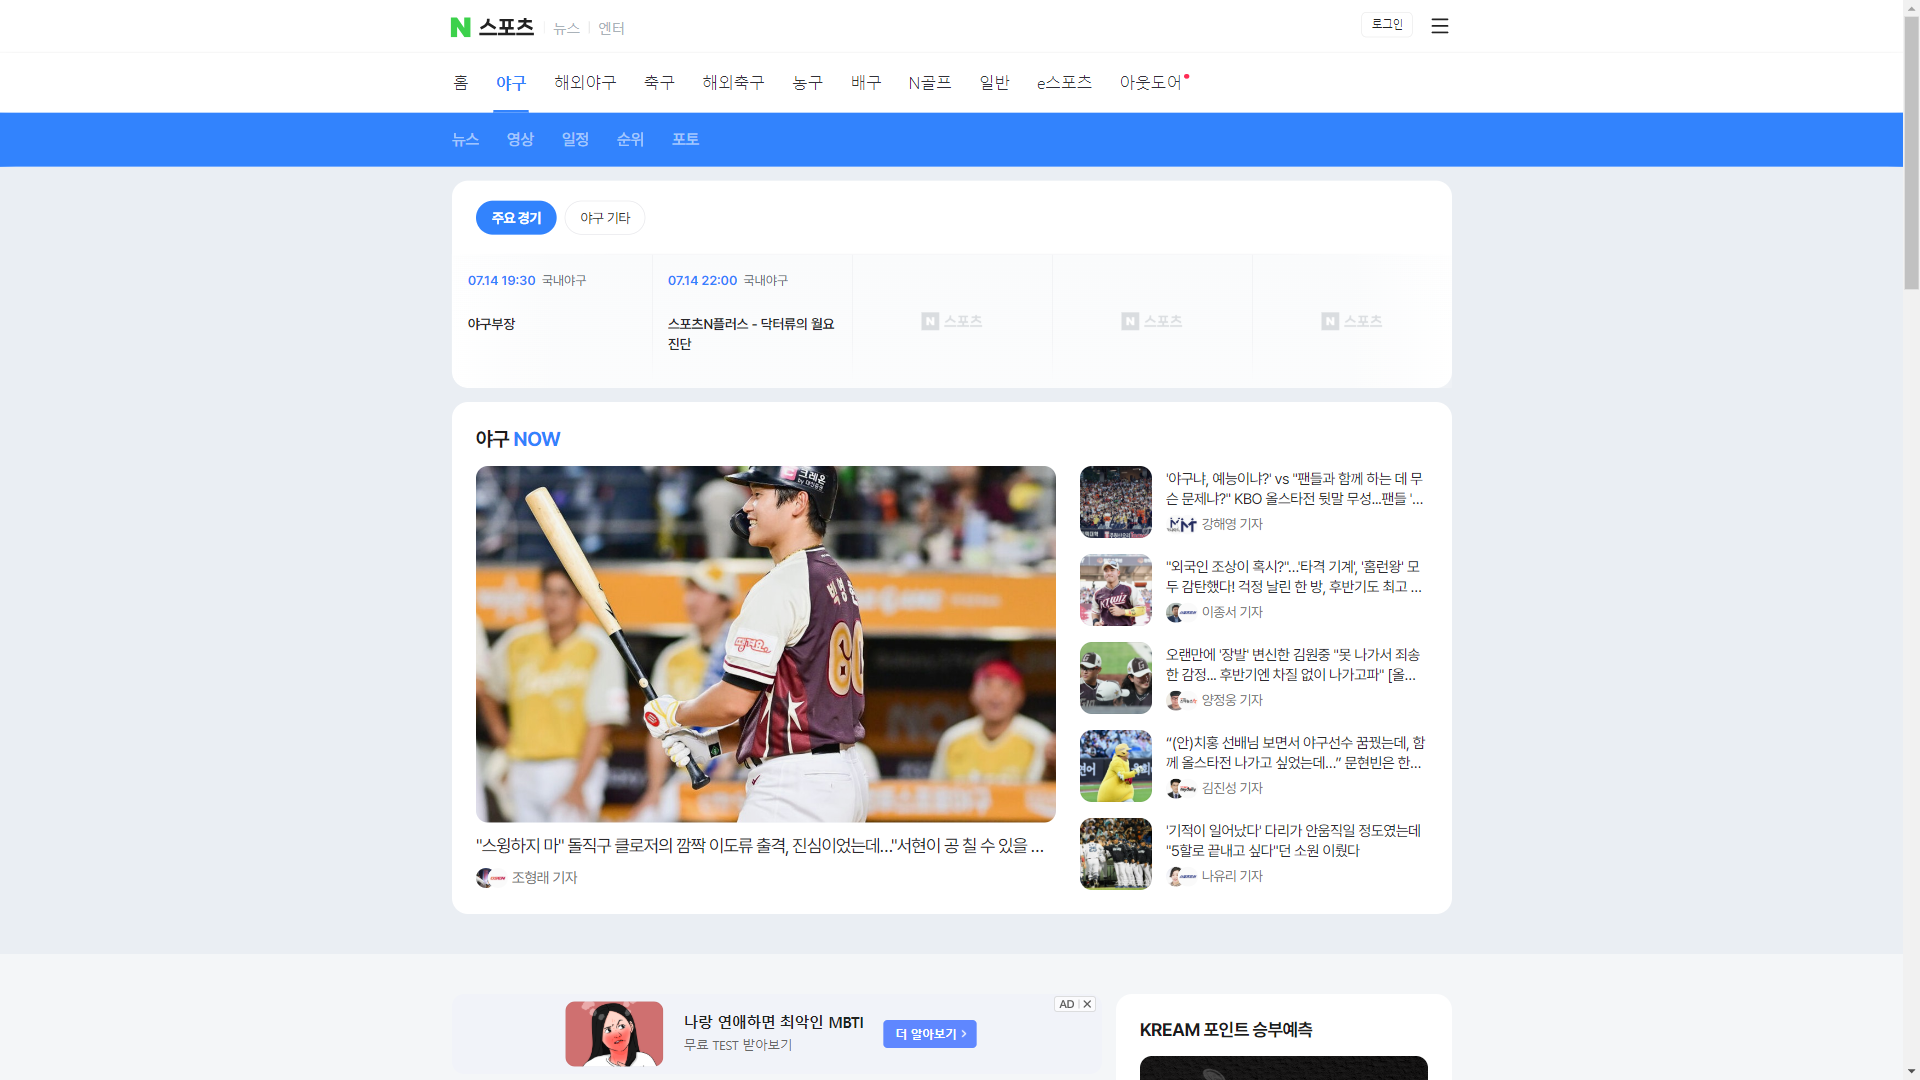 N 스포츠 뉴스 엔터
로그인
홈 야구 해외야구 축구 해외축구 농구 배구 N골프 일반 e스포츠 아웃도어
뉴스 영상 일정 순위 포토
주요 경기 야구 기타
07.14 19:30 국내야구
야구부장
07.14 22:00 국내야구
스포츠N플러스 - 닥터류의 월요
진단
N 스포츠
N 스포츠
N 스포츠
야구 NOW
크레온
땡겨요
"스윙하지 마" 돌직구 클로저의 깜짝 이도류 출격, 진심이었는데…"서현이 공 칠 수 있을 ...
조형래 기자
'야구냐, 예능이냐?' vs "팬들과 함께 하는 데 무
슨 문제냐?" KBO 올스타전 뒷말 무성...팬들 '...
강해영 기자
"외국인 조상이 혹시?"…'타격 기계', '홈런왕' 모
두 감탄했다! 걱정 날린 한 방, 후반기도 최고 ...
이종서 기자
오랜만에 '장발' 변신한 김원중 "못 나가서 죄송
한 감정... 후반기엔 차질 없이 나가고파" [올...
양정웅 기자
“(안)치홍 선배님 보면서 야구선수 꿈꿨는데, 함
께 올스타전 나가고 싶었는데…” 문현빈은 한...
김진성 기자
'기적이 일어났다' 다리가 안움직일 정도였는데
"5할로 끝내고 싶다"던 소원 이뤘다
나유리 기자
AD
나랑 연애하면 최악인 MBTI
무료 TEST 받아보기
더 알아보기 >
KREAM 포인트 승부예측